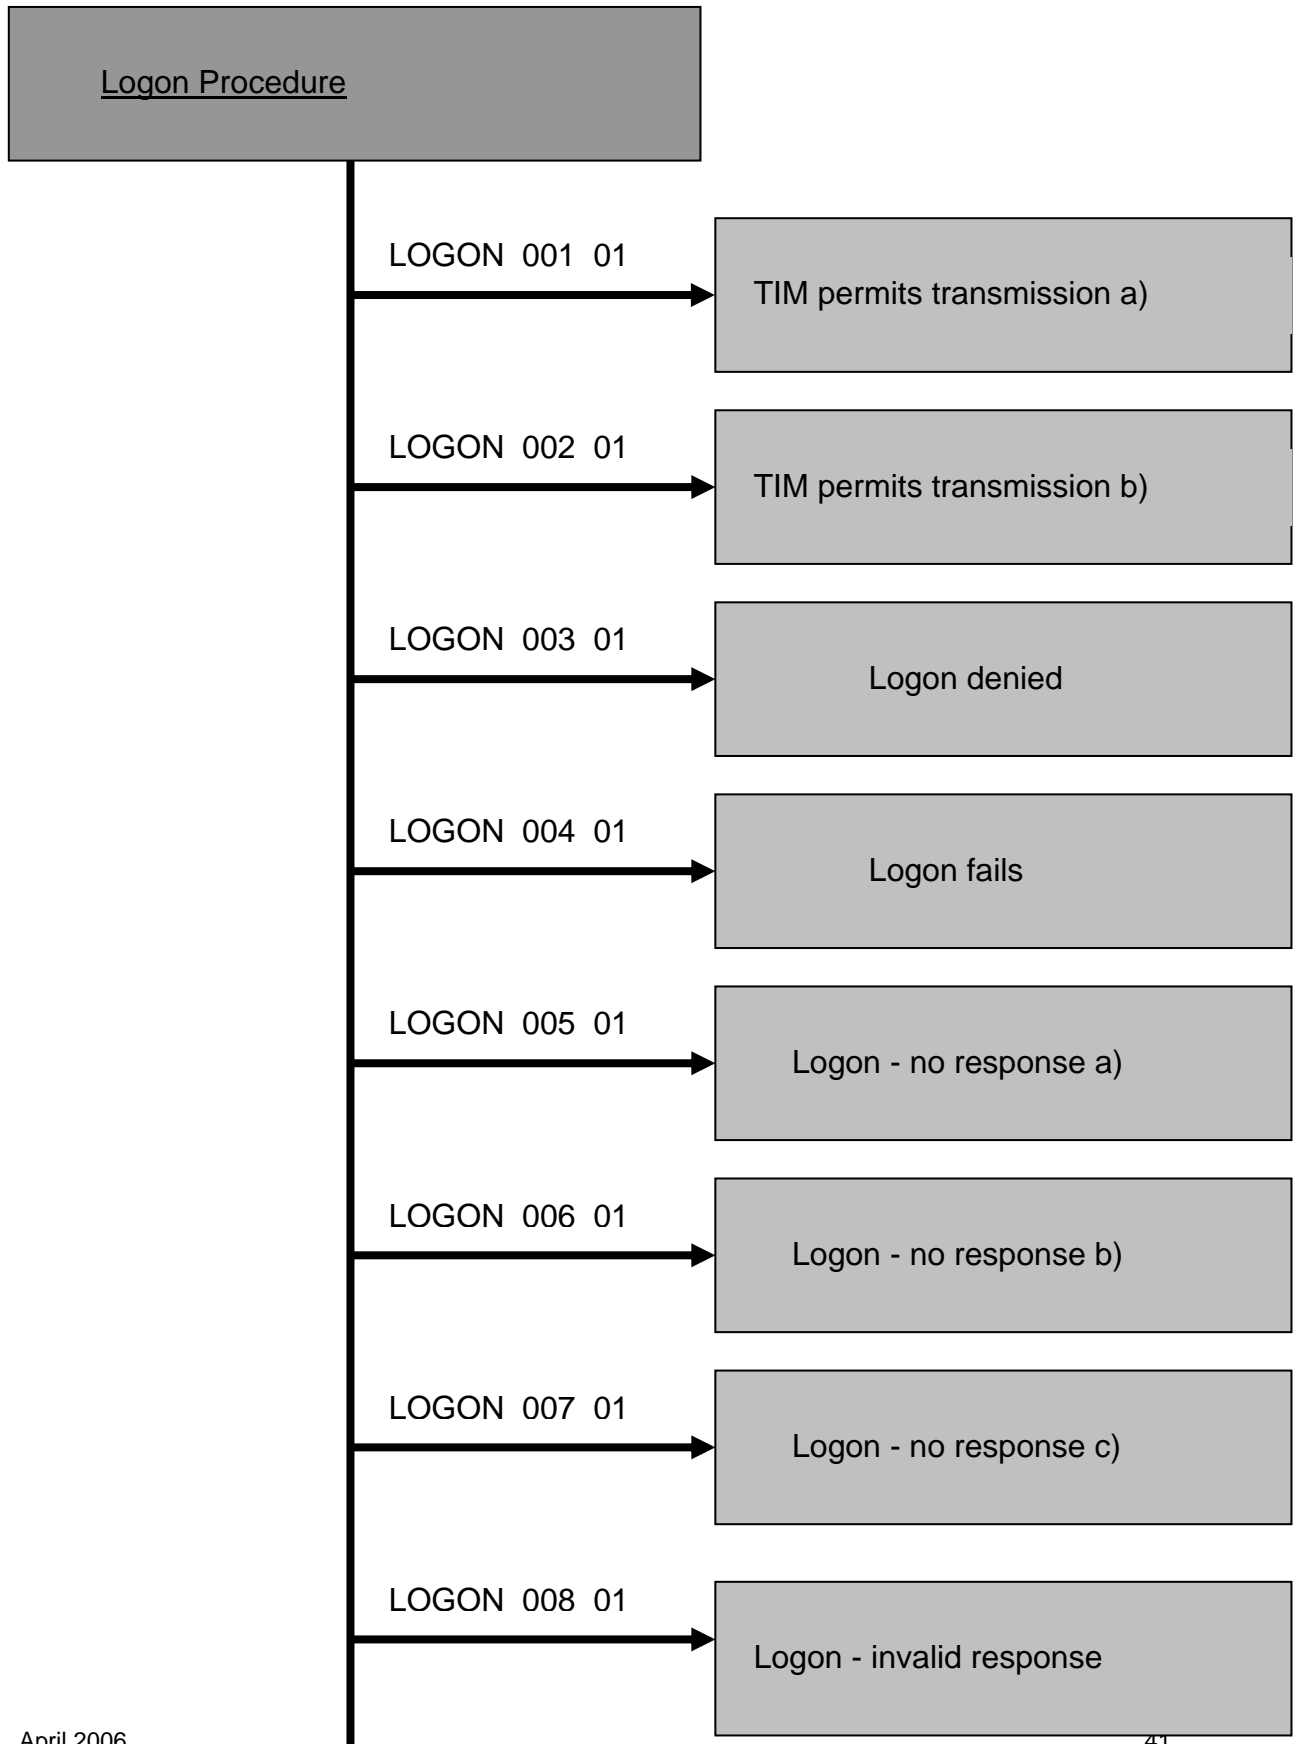 Logon Procedure
LOGON 001 01
TIM permits transmission a)
LOGON 002 01
TIM permits transmission b)
LOGON 003 01
Logon denied
LOGON 004 01
Logon fails
LOGON 005 01
Logon - no response a)
LOGON 006 01
Logon - no response b)
LOGON 007 01
Logon - no response c)
LOGON 008 01
Logon - invalid response
April 2006
41